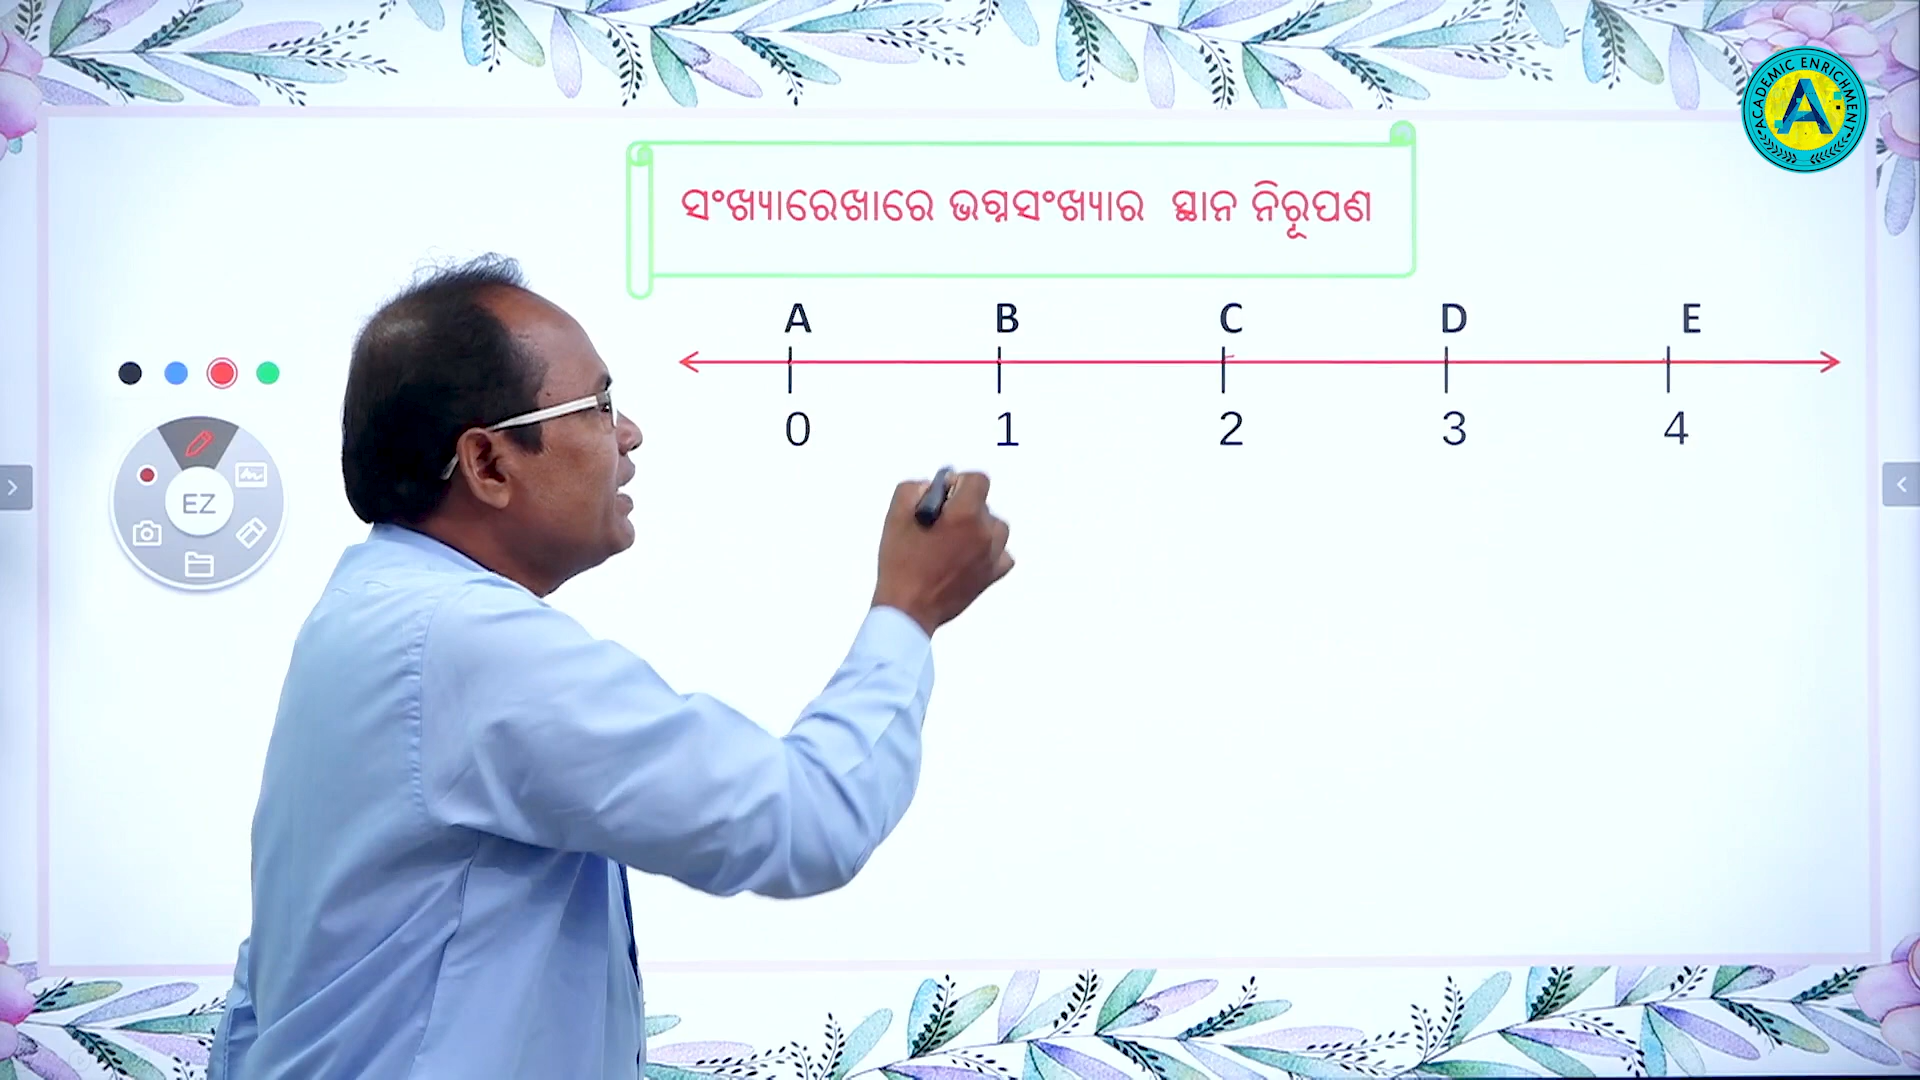 ACADEMIC ENRICHMENT
A
ସଂଖ୍ୟାରେଖାରେ ଭଗ୍ନସଂଖ୍ୟାର ସ୍ଥାନ ନିରୂପଣ
A B C D E
0 1 2 3 4
EZ